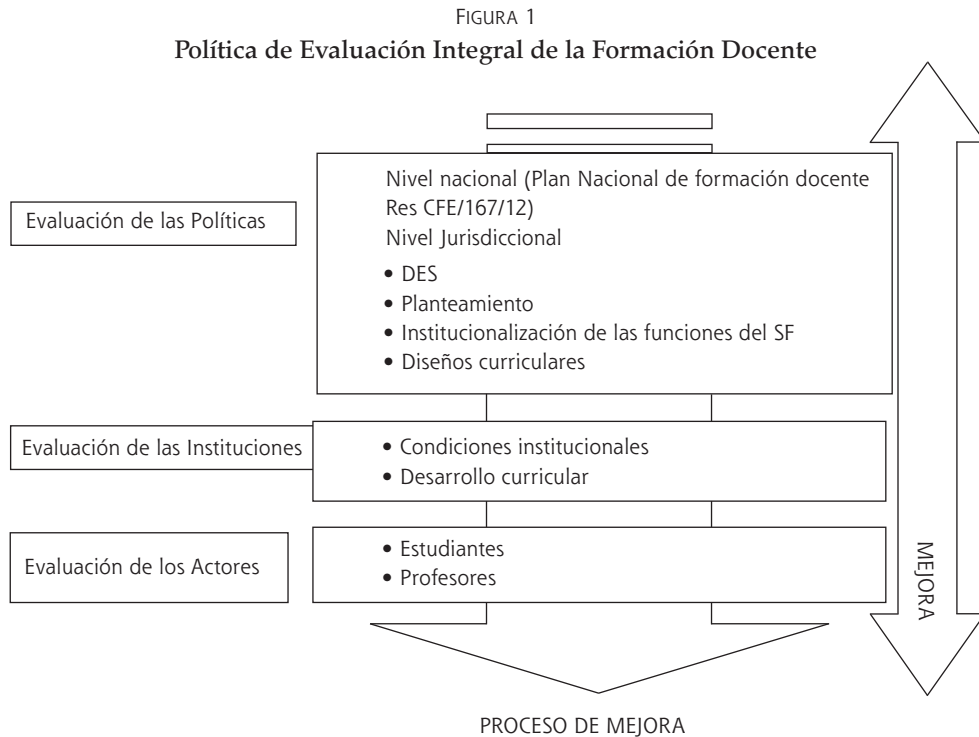 FIGURA 1
Política de Evaluación Integral de la Formación Docente
Evaluación de las Políticas
Nivel nacional (Plan Nacional de formación docente
Res CFE/167/12)
Nivel Jurisdiccional
• DES
• Planteamiento
• Institucionalización de las funciones del SF
• Diseños curriculares
Evaluación de las Instituciones
• Condiciones institucionales
• Desarrollo curricular
Evaluación de los Actores
• Estudiantes
• Profesores
MEJORA
PROCESO DE MEJORA